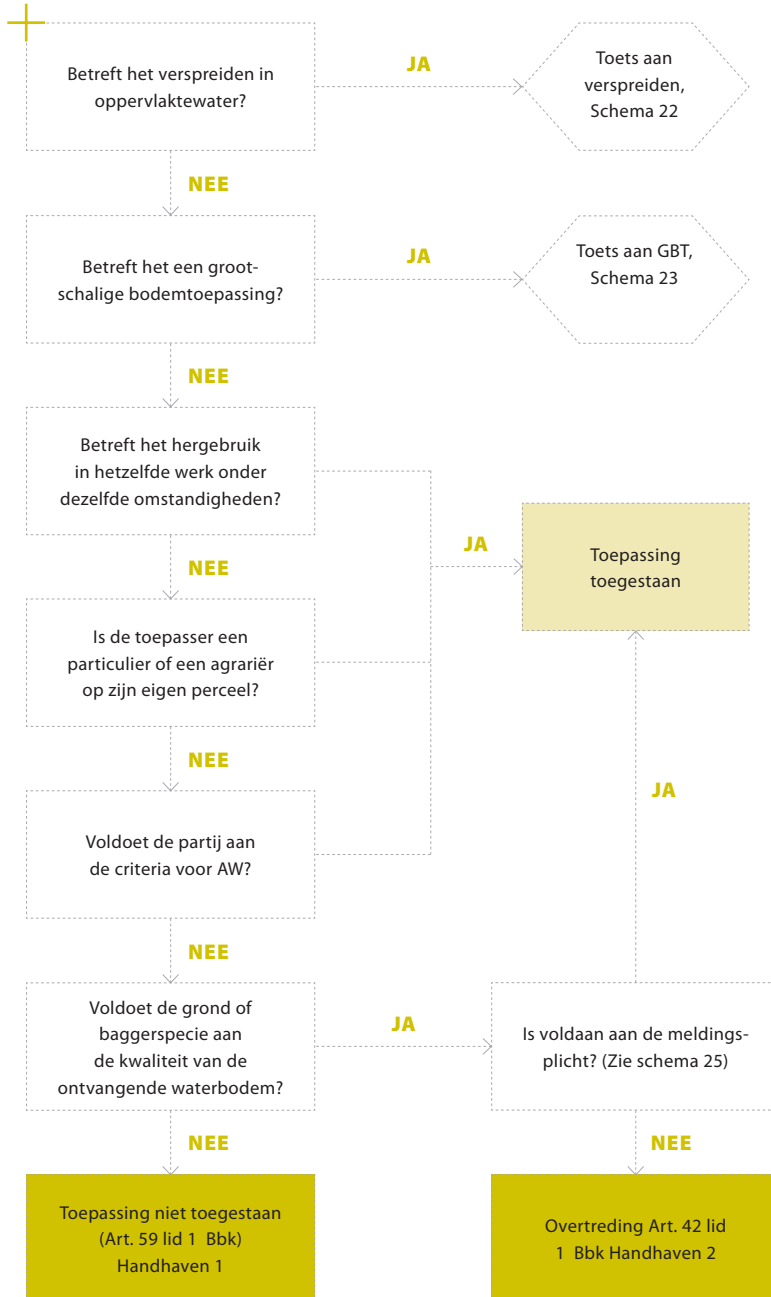 Betreft het verspreiden in
oppervlaktewater?
JA
Toets aan
verspreiden,
Schema 22
NEE
Betreft het een groot-
schalige bodemtoepassing?
JA
Toets aan GBT,
Schema 23
NEE
Betreft het hergebruik
in hetzelfde werk onder
dezelfde omstandigheden?
JA
Toepassing
toegestaan
NEE
Is de toepasser een
particulier of een agrariër
op zijn eigen perceel?
NEE
JA
Voldoet de partij aan
de criteria voor AW?
NEE
Voldoet de grond of
baggerspecie aan
de kwaliteit van de
ontvangende waterbodem?
JA
Is voldaan aan de meldings-
plicht? (Zie schema 25)
NEE
NEE
Toepassing niet toegestaan
(Art. 59 lid 1 Bbk)
Handhaven 1
Overtreding Art. 42 lid
1 Bbk Handhaven 2